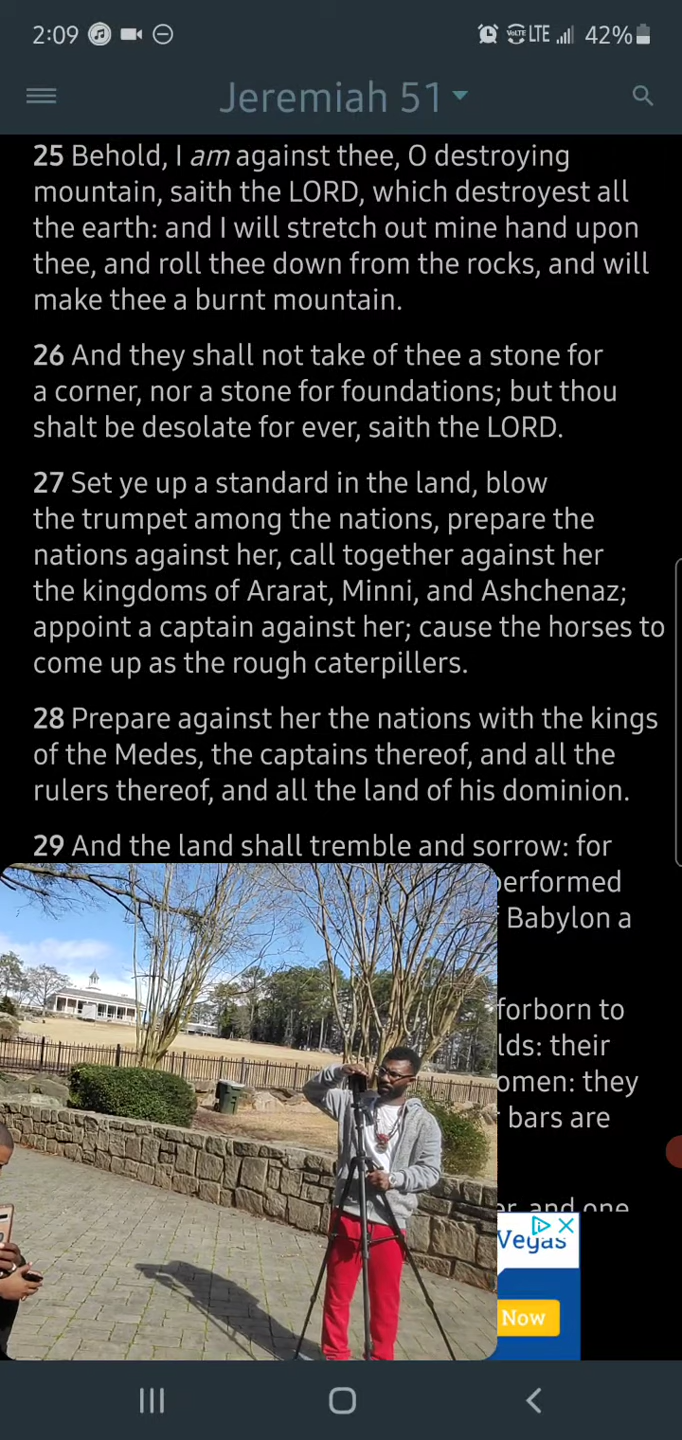 2:09 VoLTE LTE 42%
Jeremiah 51
25 Behold, I am against thee, O destroying
mountain, saith the LORD, which destroyest all
the earth: and I will stretch out mine hand upon
thee, and roll thee down from the rocks, and will
make thee a burnt mountain.
26 And they shall not take of thee a stone for
a corner, nor a stone for foundations; but thou
shalt be desolate for ever, saith the LORD.
27 Set ye up a standard in the land, blow
the trumpet among the nations, prepare the
nations against her, call together against her
the kingdoms of Ararat, Minni, and Ashchenaz;
appoint a captain against her; cause the horses to
come up as the rough caterpillers.
28 Prepare against her the nations with the kings
of the Medes, the captains thereof, and all the
rulers thereof, and all the land of his dominion.
29 And the land shall tremble and sorrow: for
performed
Babylon a
forborn to
lds: their
omen: they
bars are
and one
Vegas
Now